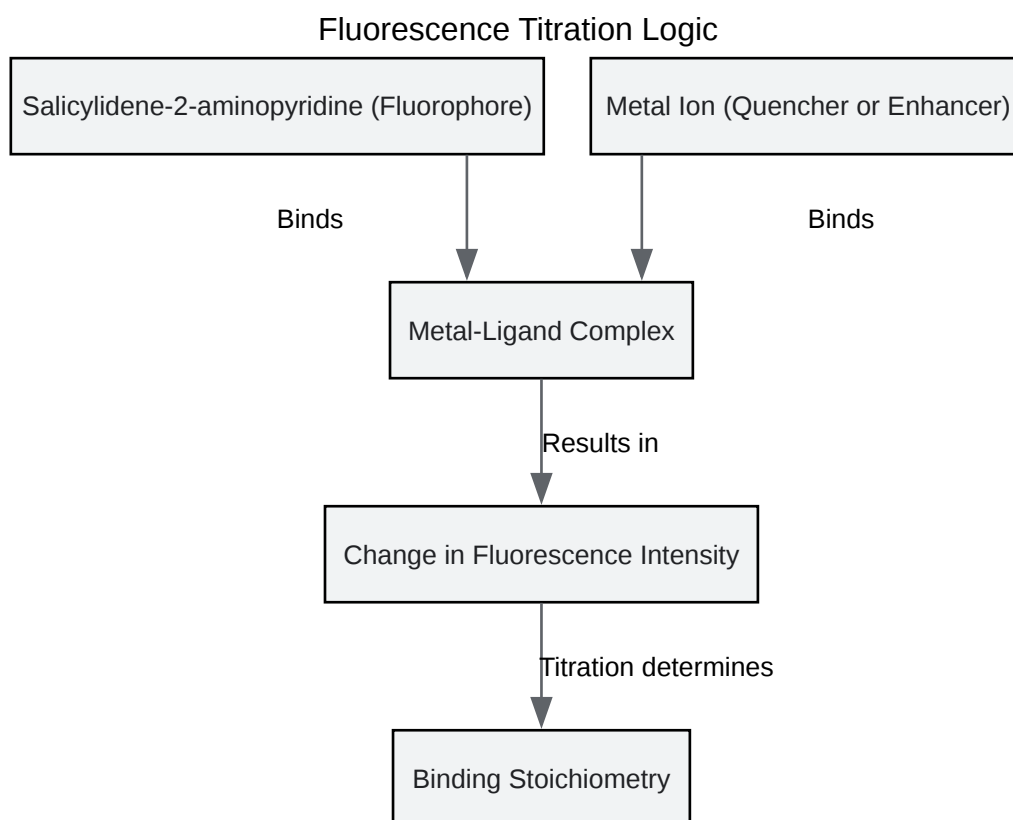 Fluorescence Titration Logic
Salicylidene-2-aminopyridine (Fluorophore)
Metal Ion (Quencher or Enhancer)
Binds
Binds
Metal-Ligand Complex
Results in
Change in Fluorescence Intensity
Titration determines
Binding Stoichiometry